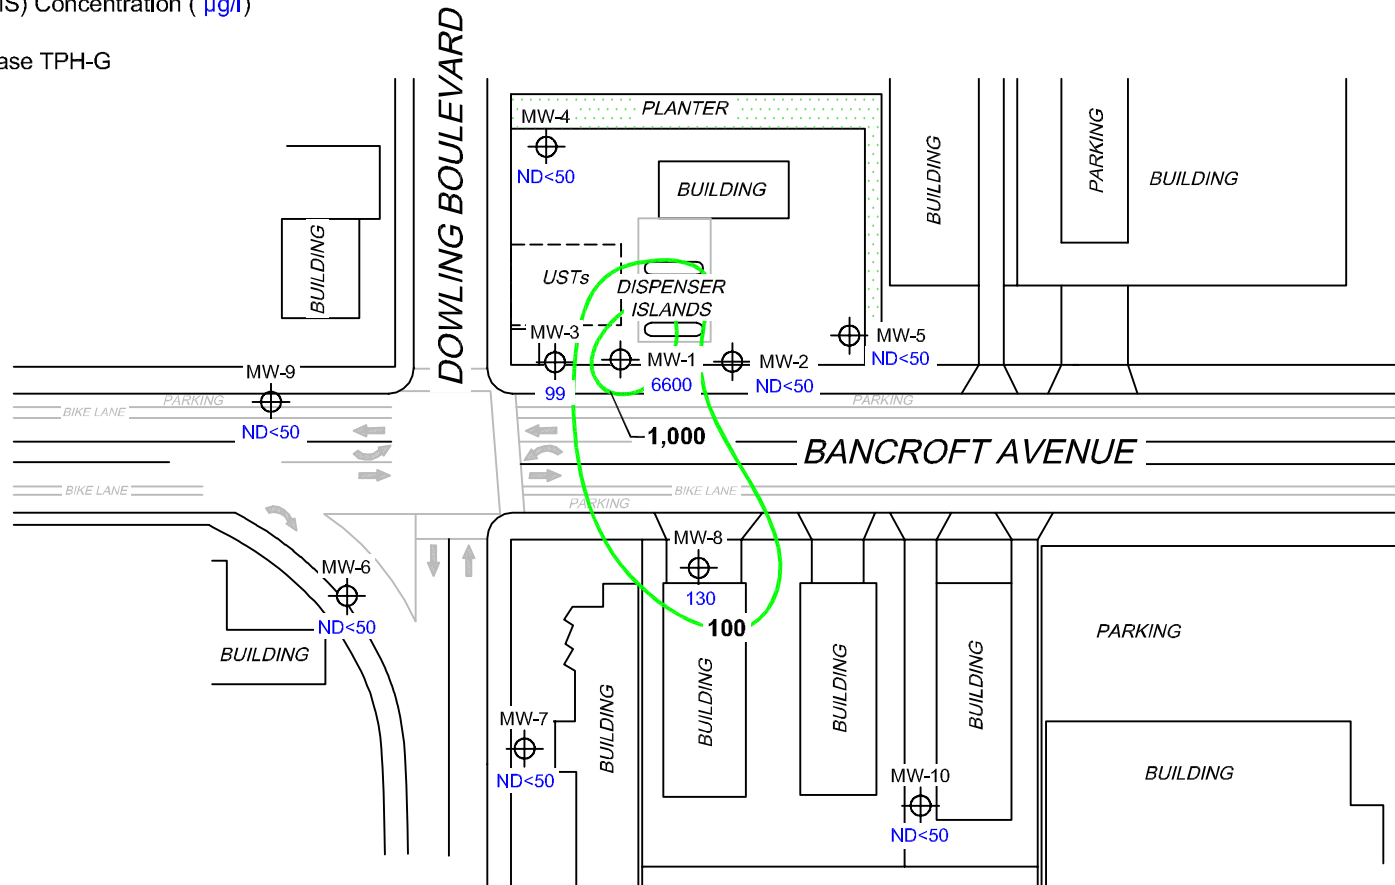 MS) Concentration ( µg/l)
ase TPH-G
DOWLING BOULEVARD
MW-4
ND<50
PLANTER
BUILDING
BUILDING
PARKING
BUILDING
BUILDING
USTs
DISPENSER
ISLANDS
MW-3
99
MW-1
6600
MW-2
ND<50
MW-5
ND<50
MW-9
ND<50
PARKING
BIKE LANE
PARKING
1,000
BANCROFT AVENUE
BIKE LANE
BIKE LANE
PARKING
MW-6
ND<50
BUILDING
MW-8
130
100
BUILDING
BUILDING
BUILDING
BUILDING
PARKING
MW-7
ND<50
MW-10
ND<50
BUILDING